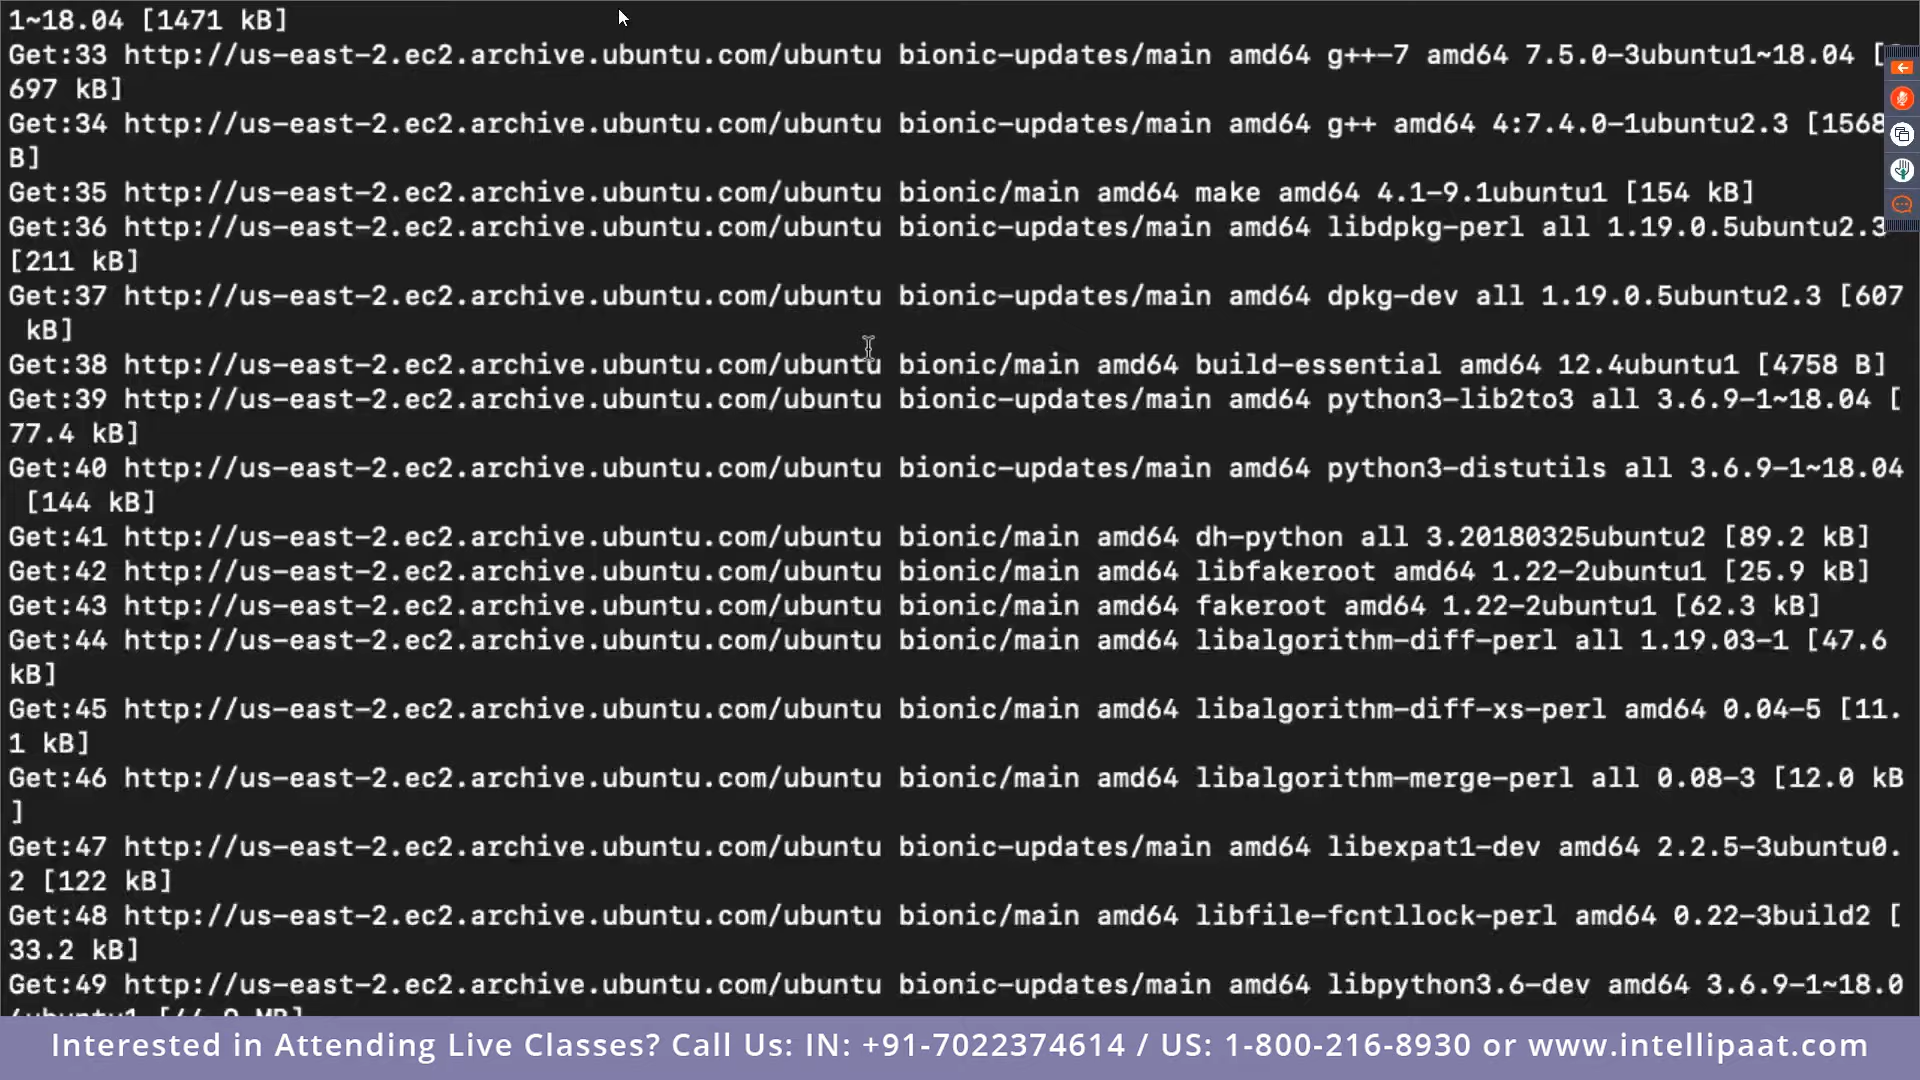 1~18.04 [1471 kB]
Get:33 http://us-east-2.ec2.archive.ubuntu.com/ubuntu bionic-updates/main amd64 g++-7 amd64 7.5.0-3ubuntu1~18.04 [
697 kB]
Get:34 http://us-east-2.ec2.archive.ubuntu.com/ubuntu bionic-updates/main amd64 g++ amd64 4:7.4.0-1ubuntu2.3 [1568
B]
Get:35 http://us-east-2.ec2.archive.ubuntu.com/ubuntu bionic/main amd64 make amd64 4.1-9.1ubuntu1 [154 kB]
Get:36 http://us-east-2.ec2.archive.ubuntu.com/ubuntu bionic-updates/main amd64 libdpkg-perl all 1.19.0.5ubuntu2.3
[211 kB]
Get:37 http://us-east-2.ec2.archive.ubuntu.com/ubuntu bionic-updates/main amd64 dpkg-dev all 1.19.0.5ubuntu2.3 [607
kB]
Get:38 http://us-east-2.ec2.archive.ubuntu.com/ubuntu bionic/main amd64 build-essential amd64 12.4ubuntu1 [4758 B]
Get:39 http://us-east-2.ec2.archive.ubuntu.com/ubuntu bionic-updates/main amd64 python3-lib2to3 all 3.6.9-1~18.04 [
77.4 kB]
Get:40 http://us-east-2.ec2.archive.ubuntu.com/ubuntu bionic-updates/main amd64 python3-distutils all 3.6.9-1~18.04
[144 kB]
Get:41 http://us-east-2.ec2.archive.ubuntu.com/ubuntu bionic/main amd64 dh-python all 3.20180325ubuntu2 [89.2 kB]
Get:42 http://us-east-2.ec2.archive.ubuntu.com/ubuntu bionic/main amd64 libfakeroot amd64 1.22-2ubuntu1 [25.9 kB]
Get:43 http://us-east-2.ec2.archive.ubuntu.com/ubuntu bionic/main amd64 fakeroot amd64 1.22-2ubuntu1 [62.3 kB]
Get:44 http://us-east-2.ec2.archive.ubuntu.com/ubuntu bionic/main amd64 libalgorithm-diff-perl all 1.19.03-1 [47.6
kB]
Get:45 http://us-east-2.ec2.archive.ubuntu.com/ubuntu bionic/main amd64 libalgorithm-diff-xs-perl amd64 0.04-5 [11.
1 kB]
Get:46 http://us-east-2.ec2.archive.ubuntu.com/ubuntu bionic/main amd64 libalgorithm-merge-perl all 0.08-3 [12.0 kB
]
Get:47 http://us-east-2.ec2.archive.ubuntu.com/ubuntu bionic-updates/main amd64 libexpat1-dev amd64 2.2.5-3ubuntu0.
2 [122 kB]
Get:48 http://us-east-2.ec2.archive.ubuntu.com/ubuntu bionic/main amd64 libfile-fcntllock-perl amd64 0.22-3build2 [
33.2 kB]
Get:49 http://us-east-2.ec2.archive.ubuntu.com/ubuntu bionic-updates/main amd64 libpython3.6-dev amd64 3.6.9-1~18.0
Interested in Attending Live Classes? Call Us: IN: +91-7022374614 / US: 1-800-216-8930 or www.intellipaat.com